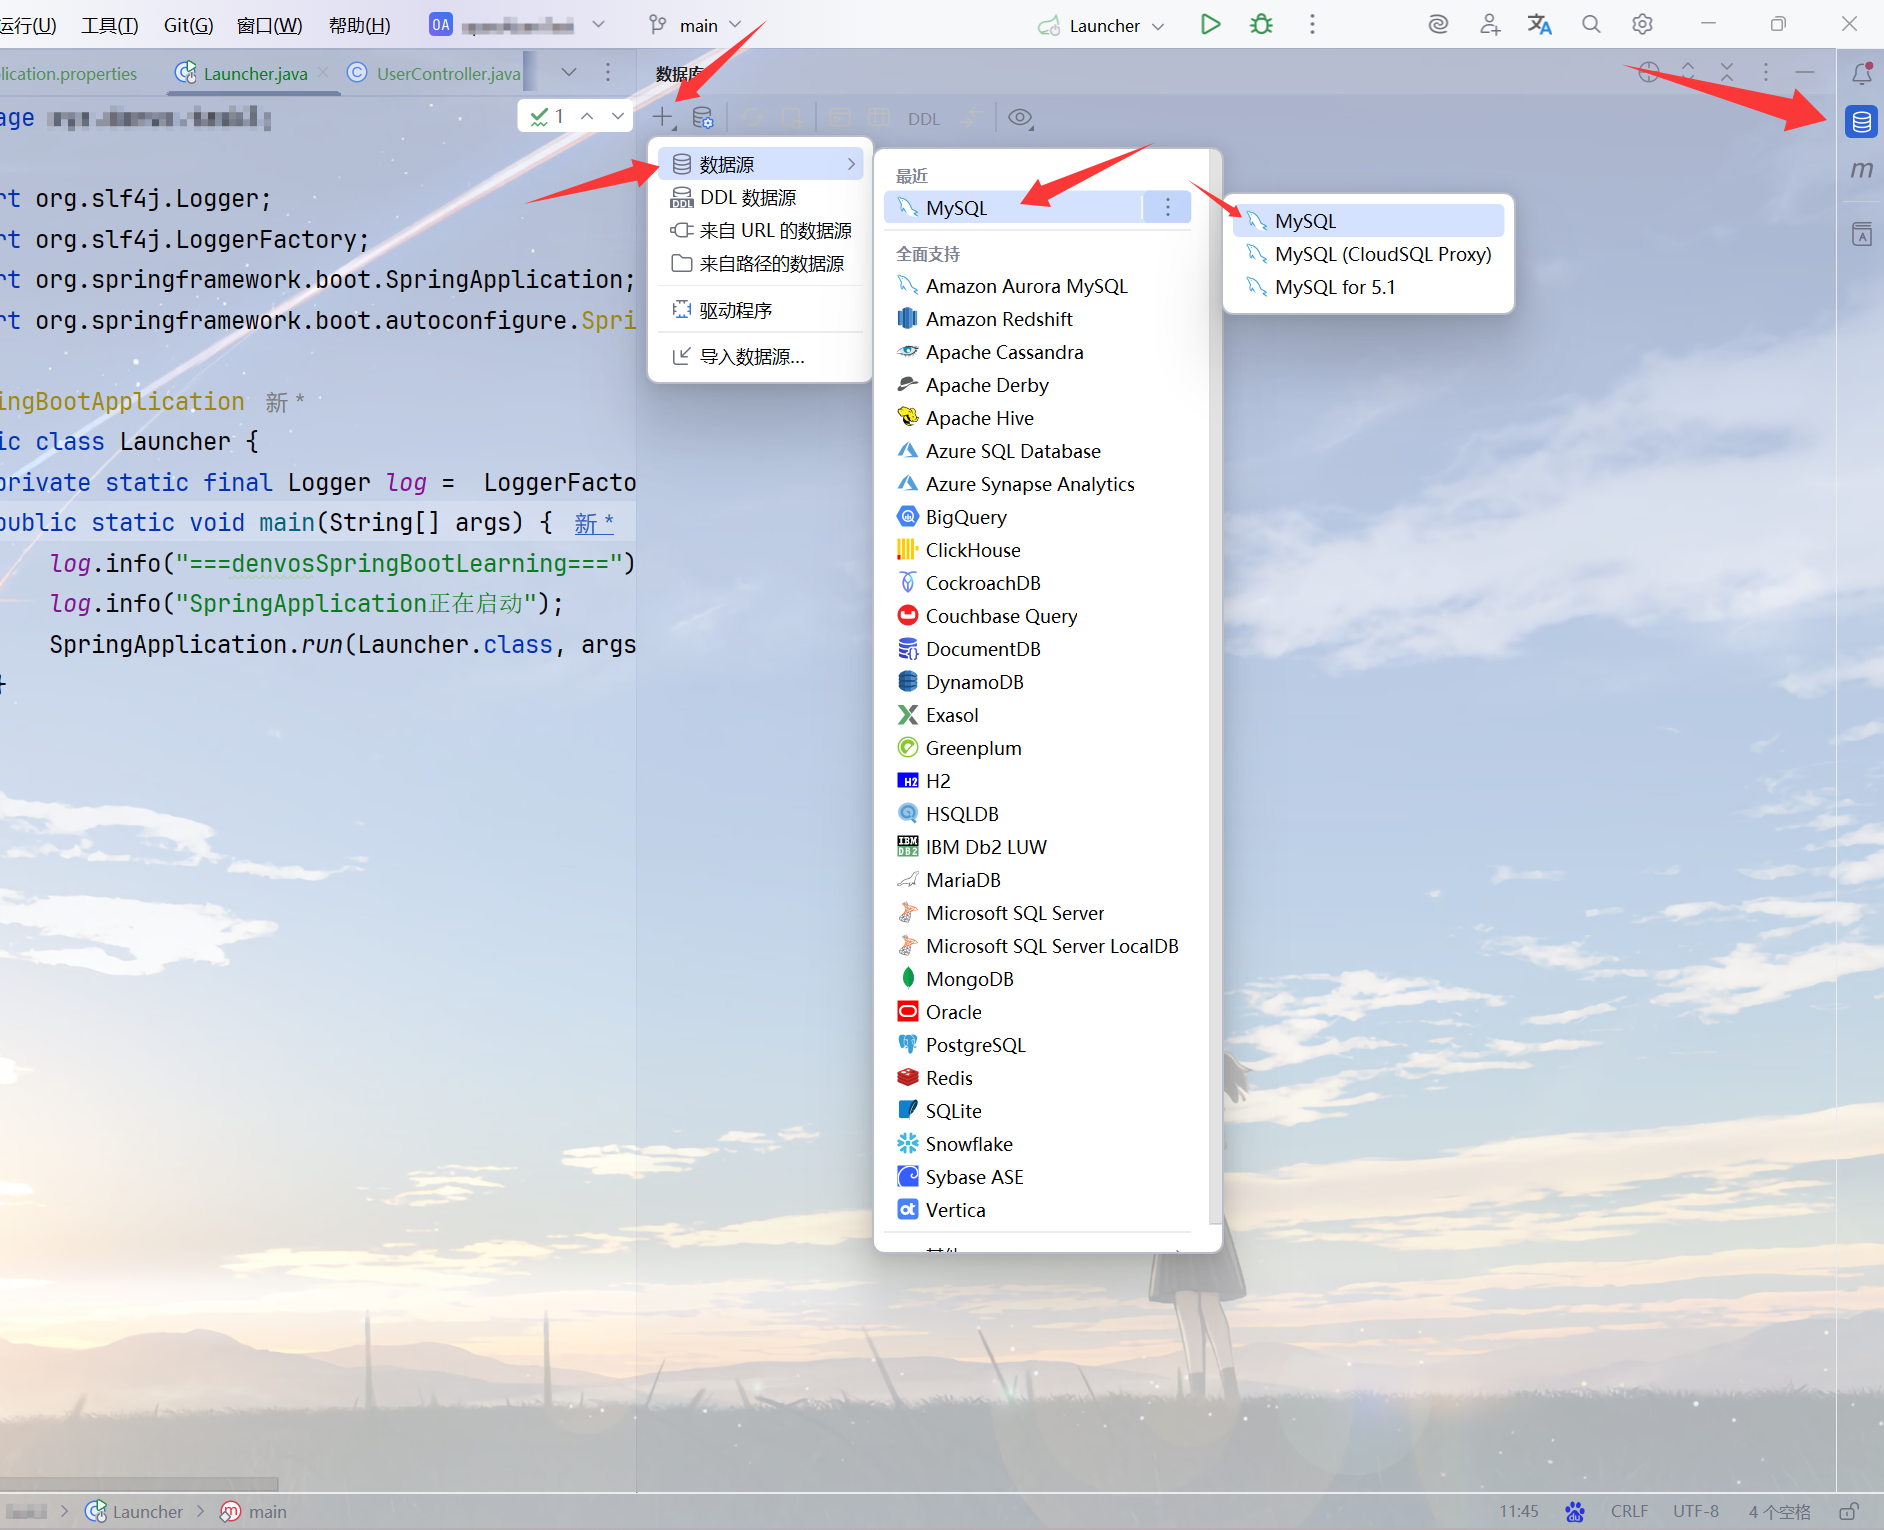 运行(U) 工具(T) Git(G) 窗口(W) 帮助(H) OA main Launcher
lication.properties Launcher.java UserController.java
数据库
age
1
DDL
rt org.slf4j.Logger;
rt org.slf4j.LoggerFactory;
rt org.springframework.boot.SpringApplication;
rt org.springframework.boot.autoconfigure.Spri
ingBootApplication 新 *
ic class Launcher {
private static final Logger log = LoggerFacto
public static void main(String[] args) { 新 *
log.info("===denvosSpringBootLearning===")
log.info("SpringApplication正在启动");
SpringApplication.run(Launcher.class, args
}
数据源
DDL 数据源
来自 URL 的数据源
来自路径的数据源
驱动程序
导入数据源...
最近
MySQL
全面支持
Amazon Aurora MySQL
Amazon Redshift
Apache Cassandra
Apache Derby
Apache Hive
Azure SQL Database
Azure Synapse Analytics
BigQuery
ClickHouse
CockroachDB
Couchbase Query
DocumentDB
DynamoDB
Exasol
Greenplum
H2
HSQLDB
IBM Db2 LUW
MariaDB
Microsoft SQL Server
Microsoft SQL Server LocalDB
MongoDB
Oracle
PostgreSQL
Redis
SQLite
Snowflake
Sybase ASE
Vertica
MySQL
MySQL (CloudSQL Proxy)
MySQL for 5.1
m
Launcher main 11:45 CRLF UTF-8 4 个空格